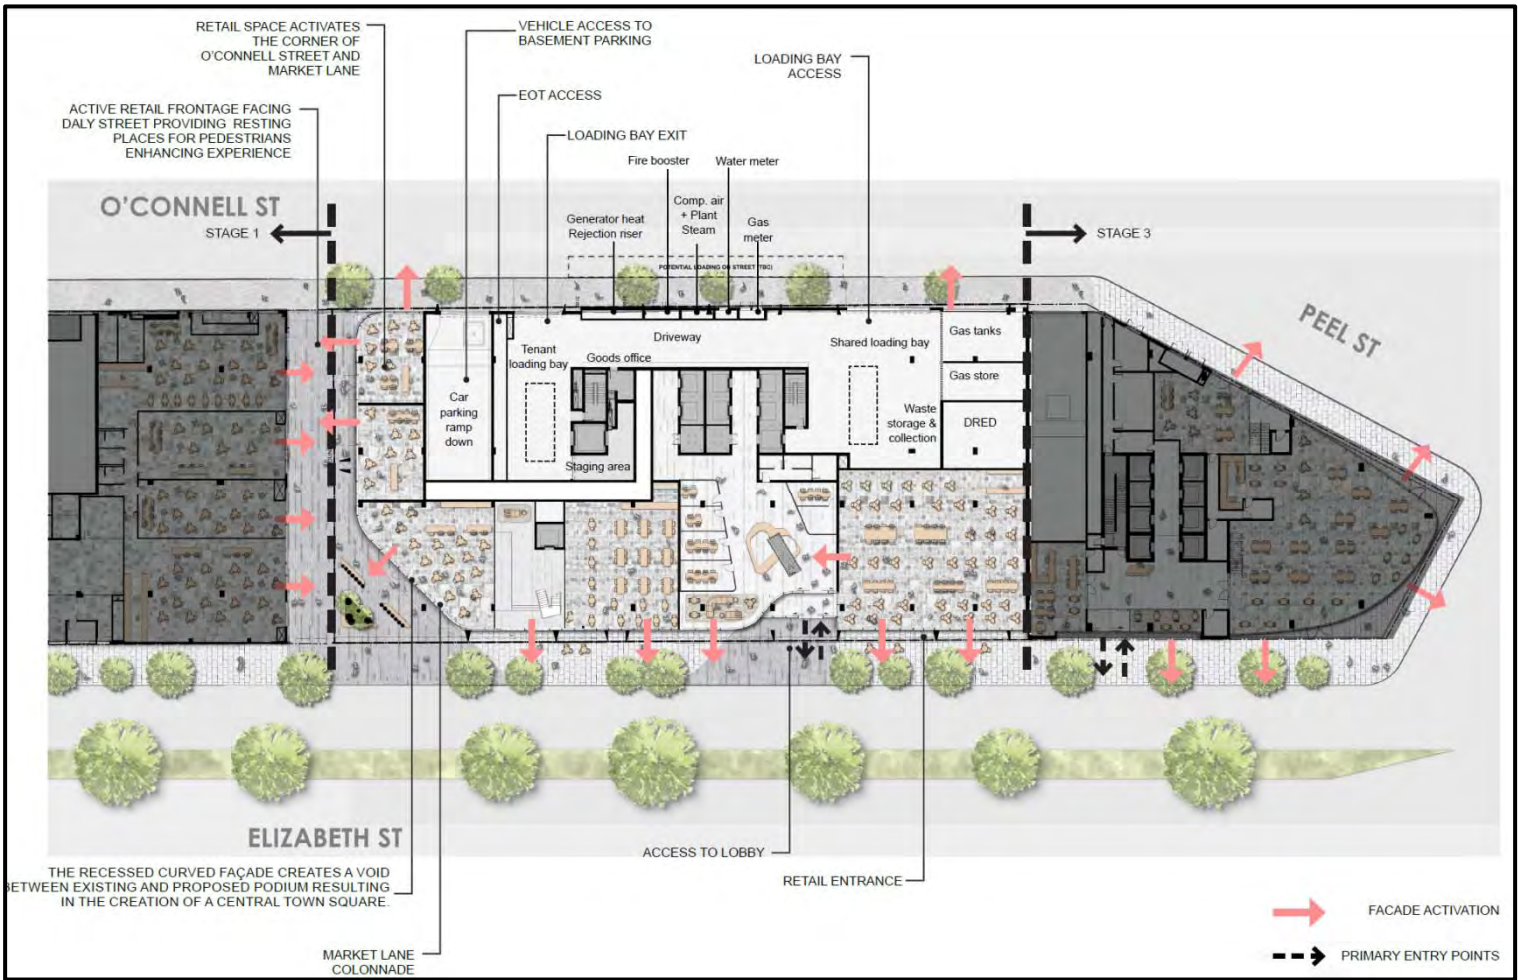 RETAIL SPACE ACTIVATES
THE CORNER OF
O'CONNELL STREET AND
MARKET LANE
VEHICLE ACCESS TO
BASEMENT PARKING
LOADING BAY
ACCESS
EOT ACCESS
ACTIVE RETAIL FRONTAGE FACING
DALY STREET PROVIDING RESTING
PLACES FOR PEDESTRIANS
ENHANCING EXPERIENCE
LOADING BAY EXIT
Fire booster
Water meter
O'CONNELL ST
STAGE 1
Generator heat
Rejection riser
Comp. air
+ Plant
Steam
Gas
meter
STAGE 3
POTENTIAL LOADING ON STREET (TBC)
PEEL ST
Driveway
Tenant
loading bay
Goods office
Shared loading bay
Gas tanks
Gas store
Car
parking
ramp
down
Waste
storage &
collection
DRED
Staging area
ELIZABETH ST
ACCESS TO LOBBY
RETAIL ENTRANCE
THE RECESSED CURVED FAÇADE CREATES A VOID
BETWEEN EXISTING AND PROPOSED PODIUM RESULTING
IN THE CREATION OF A CENTRAL TOWN SQUARE.
MARKET LANE
COLONNADE
FACADE ACTIVATION
PRIMARY ENTRY POINTS